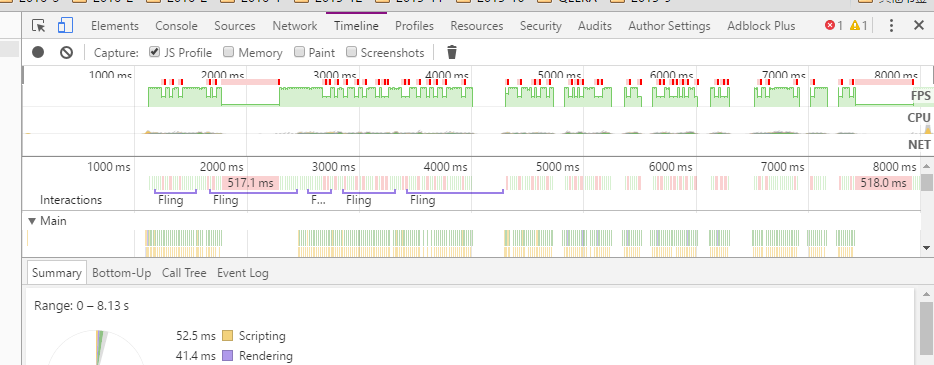 Elements Console Sources Network Timeline Profiles Resources Security Audits Author Settings Adblock Plus 1 1
Capture: JS Profile Memory Paint Screenshots
1000 ms 2000 ms 3000 ms 4000 ms 5000 ms 6000 ms 7000 ms 8000 ms
FPS
CPU
NET
1000 ms 2000 ms 3000 ms 4000 ms 5000 ms 6000 ms 7000 ms 8000 ms
517.1 ms 518.0 ms
Interactions Fling Fling F... Fling Fling
Main
Summary Bottom-Up Call Tree Event Log
Range: 0 – 8.13 s
52.5 ms Scripting
41.4 ms Rendering